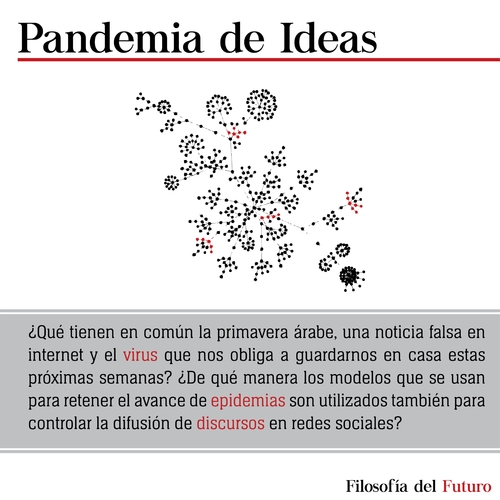 Pandemia de Ideas
¿Qué tienen en común la primavera árabe, una noticia falsa en
internet y el virus que nos obliga a guardarnos en casa estas
próximas semanas? ¿De qué manera los modelos que se usan
para retener el avance de epidemias son utilizados también para
controlar la difusión de discursos en redes sociales?
Filosofía del Futuro